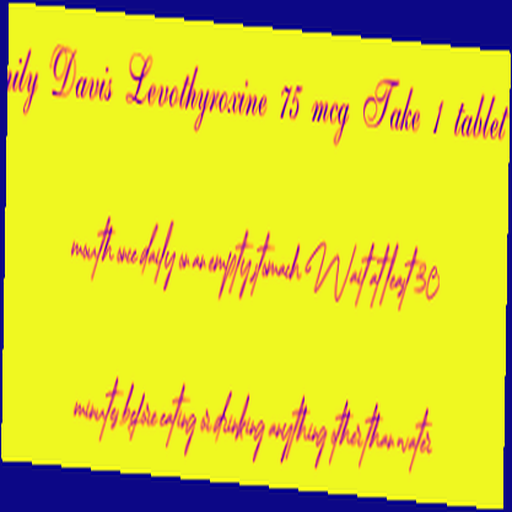 Davis Levothyroxine 75 mcg Take 1 tablet
mouth once daily on an empty stomach Wait at least 30
minutes before eating or drinking anything other than water